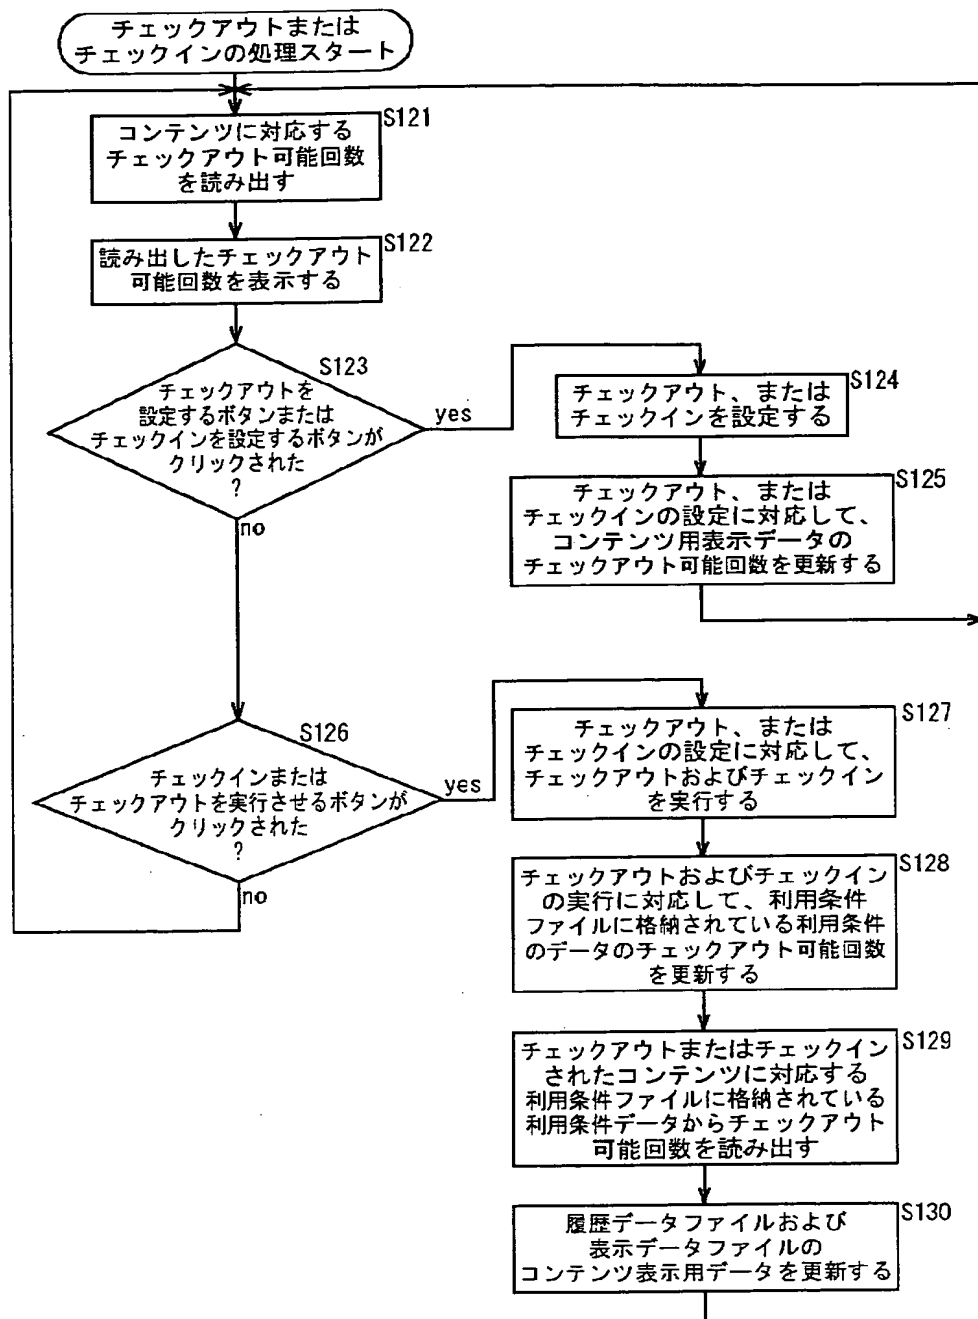 チェックアウトまたは
チェックインの処理スタート
S121
コンテンツに対応する
チェックアウト可能回数
を読み出す
S122
読み出したチェックアウト
可能回数を表示する
S123
チェックアウトを
設定するボタンまたは
チェックインを設定するボタンが
クリックされた
?
yes
no
S124
チェックアウト、または
チェックインを設定する
S125
チェックアウト、または
チェックインの設定に対応して、
コンテンツ用表示データの
チェックアウト可能回数を更新する
S126
チェックインまたは
チェックアウトを実行させるボタンが
クリックされた
?
yes
no
S127
チェックアウト、または
チェックインの設定に対応して、
チェックアウトおよびチェックイン
を実行する
S128
チェックアウトおよびチェックイン
の実行に対応して、利用条件
ファイルに格納されている利用条件
のデータのチェックアウト可能回数
を更新する
S129
チェックアウトまたはチェックイン
されたコンテンツに対応する
利用条件ファイルに格納されている
利用条件データからチェックアウト
可能回数を読み出す
S130
履歴データファイルおよび
表示データファイルの
コンテンツ表示用データを更新する